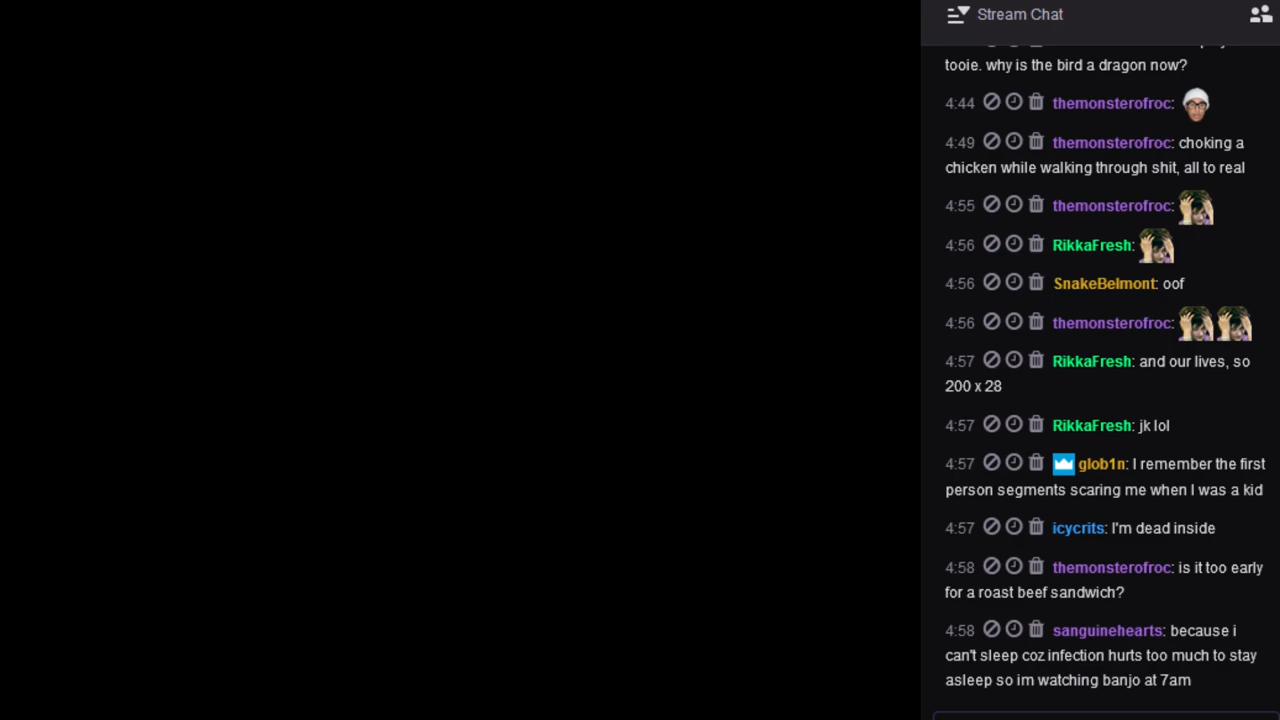 Stream Chat
tooie. why is the bird a dragon now?
4:44 themonsterofroc:
4:49 themonsterofroc: choking a
chicken while walking through shit, all to real
4:55 themonsterofroc:
4:56 RikkaFresh:
4:56 SnakeBelmont: oof
4:56 themonsterofroc:
4:57 RikkaFresh: and our lives, so
200 x 28
4:57 RikkaFresh: jk lol
4:57 glob1n: I remember the first
person segments scaring me when I was a kid
4:57 icycrits: I'm dead inside
4:58 themonsterofroc: is it too early
for a roast beef sandwich?
4:58 sanguinehearts: because i
can't sleep coz infection hurts too much to stay
asleep so im watching banjo at 7am